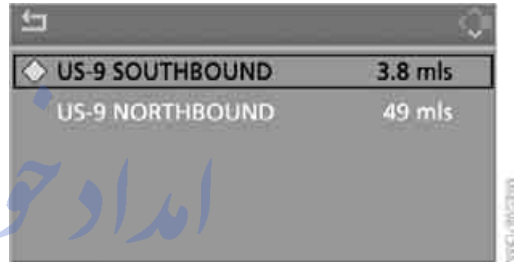 US-9 SOUTHBOUND 3.8 mls
US-9 NORTHBOUND 49 mls
امداد خو